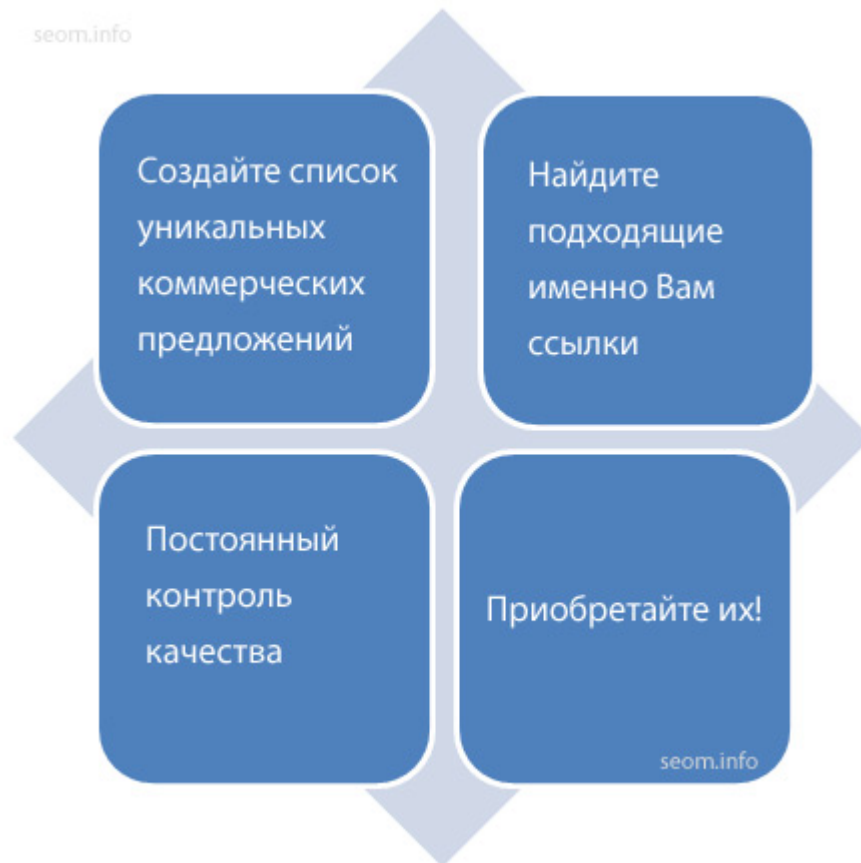 seom.info
Создайте список
уникальных
коммерческих
предложений
Найдите
подходящие
именно Вам
ссылки
Постоянный
контроль
качества
Приобретайте их!
seom.info